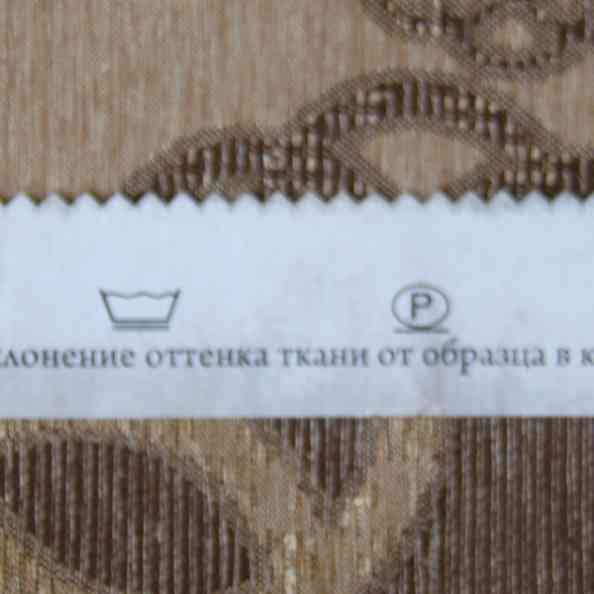 P
лонение оттенка ткани от образца в к